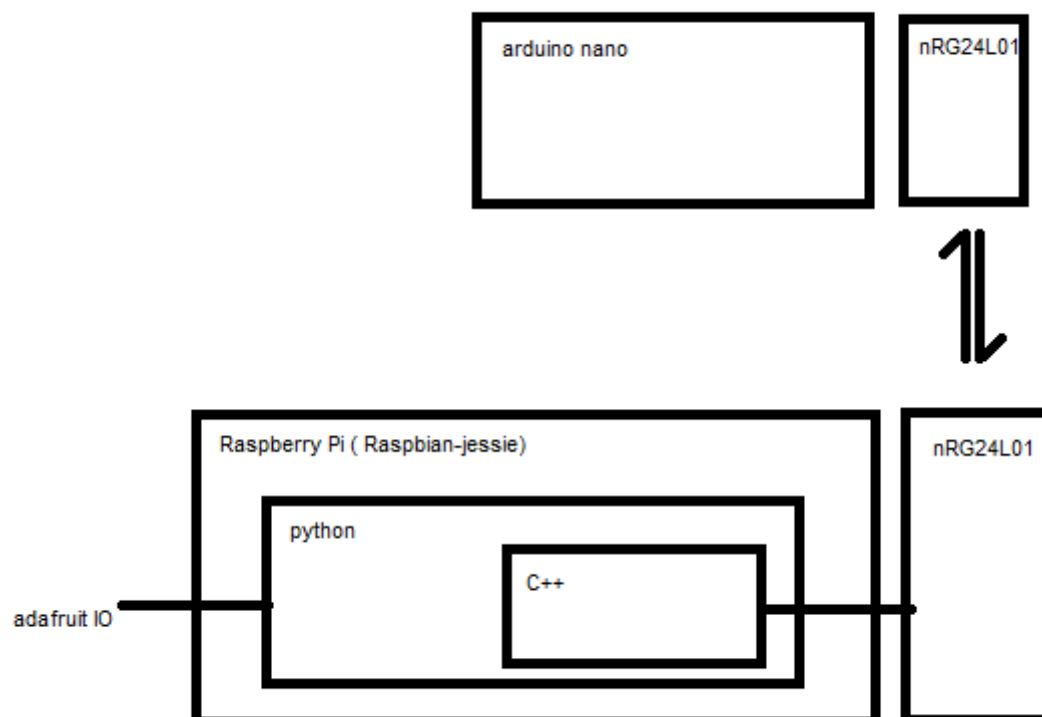 arduino nano
nRG24L01
Raspberry Pi ( Raspbian-jessie)
nRG24L01
python
C++
adafruit IO